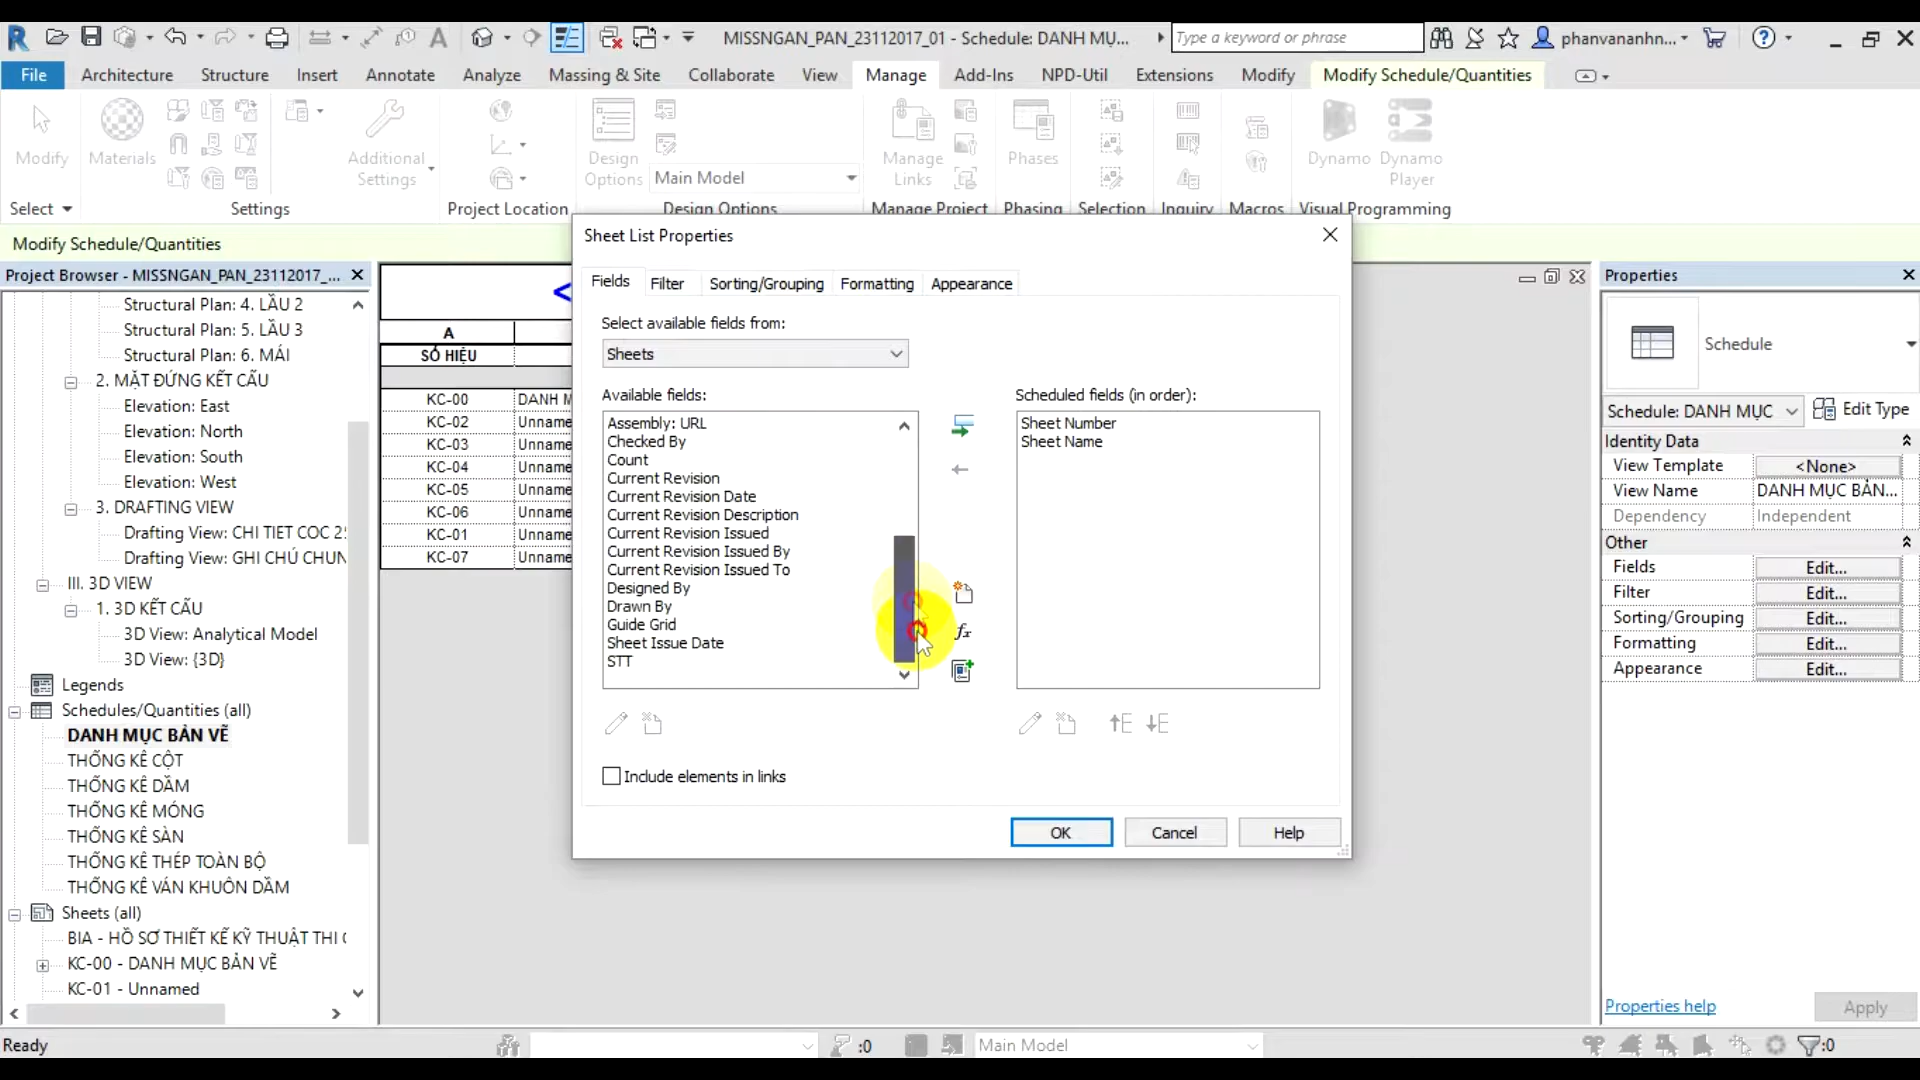 MISSNGAN_PAN_23112017_01 - Schedule: DANH MỤ...
Type a keyword or phrase
phanvananhn...
File
Architecture
Structure
Insert
Annotate
Analyze
Massing & Site
Collaborate
View
Manage
Add-Ins
NPD-Util
Extensions
Modify
Modify Schedule/Quantities
Modify
Materials
Additional
Settings
Design
Options
Main Model
Manage
Links
Phases
Dynamo
Dynamo
Player
Select
Settings
Project Location
Design Options
Manage Project
Phasing
Selection
Inquiry
Macros
Visual Programming
Modify Schedule/Quantities
Project Browser - MISSNGAN_PAN_23112017_...
Structural Plan: 4. LẦU 2
Structural Plan: 5. LẦU 3
Structural Plan: 6. MÁI
2. MẶT ĐỨNG KẾT CẤU
Elevation: East
Elevation: North
Elevation: South
Elevation: West
3. DRAFTING VIEW
Drafting View: CHI TIET COC 2
Drafting View: GHI CHÚ CHUN
III. 3D VIEW
1. 3D KẾT CẤU
3D View: Analytical Model
3D View: {3D}
Legends
Schedules/Quantities (all)
DANH MỤC BẢN VẼ
THỐNG KÊ CỘT
THỐNG KÊ DẦM
THỐNG KÊ MÓNG
THỐNG KÊ SÀN
THỐNG KÊ THÉP TOÀN BỘ
THỐNG KÊ VÁN KHUÔN DẦM
Sheets (all)
BIA - HỒ SƠ THIẾT KẾ KỸ THUẬT THI
KC-00 - DANH MỤC BẢN VẼ
KC-01 - Unnamed
<
A
SỐ HIỆU
KC-00 DANH M
KC-02 Unname
KC-03 Unname
KC-04 Unname
KC-05 Unname
KC-06 Unname
KC-01 Unname
KC-07 Unname
Sheet List Properties
Fields
Filter
Sorting/Grouping
Formatting
Appearance
Select available fields from:
Sheets
Available fields:
Assembly: URL
Checked By
Count
Current Revision
Current Revision Date
Current Revision Description
Current Revision Issued
Current Revision Issued By
Current Revision Issued To
Designed By
Drawn By
Guide Grid
Sheet Issue Date
STT
fx
Scheduled fields (in order):
Sheet Number
Sheet Name
Include elements in links
OK
Cancel
Help
Properties
Schedule
Schedule: DANH MỤC
Edit Type
Identity Data
View Template <None>
View Name DANH MỤC BẢN...
Dependency Independent
Other
Fields Edit...
Filter Edit...
Sorting/Grouping Edit...
Formatting Edit...
Appearance Edit...
Properties help
Apply
Ready
:0
Main Model
:0